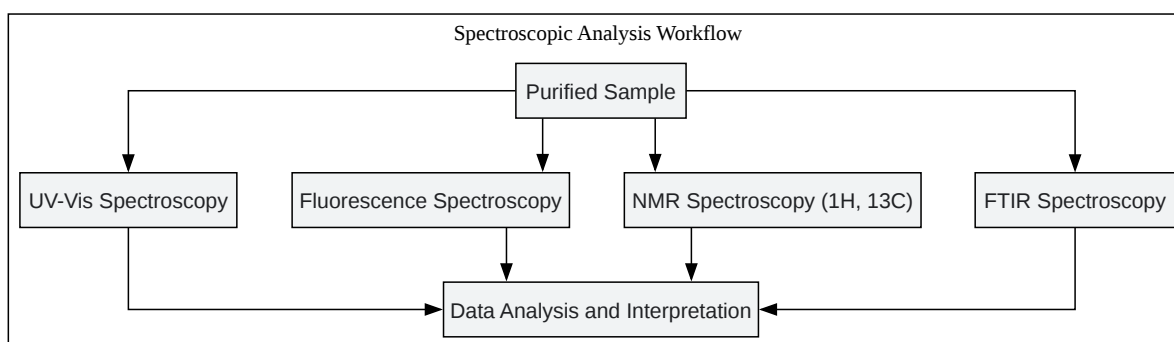 Spectroscopic Analysis Workflow
Purified Sample
UV-Vis Spectroscopy
Fluorescence Spectroscopy
NMR Spectroscopy (1H, 13C)
FTIR Spectroscopy
Data Analysis and Interpretation